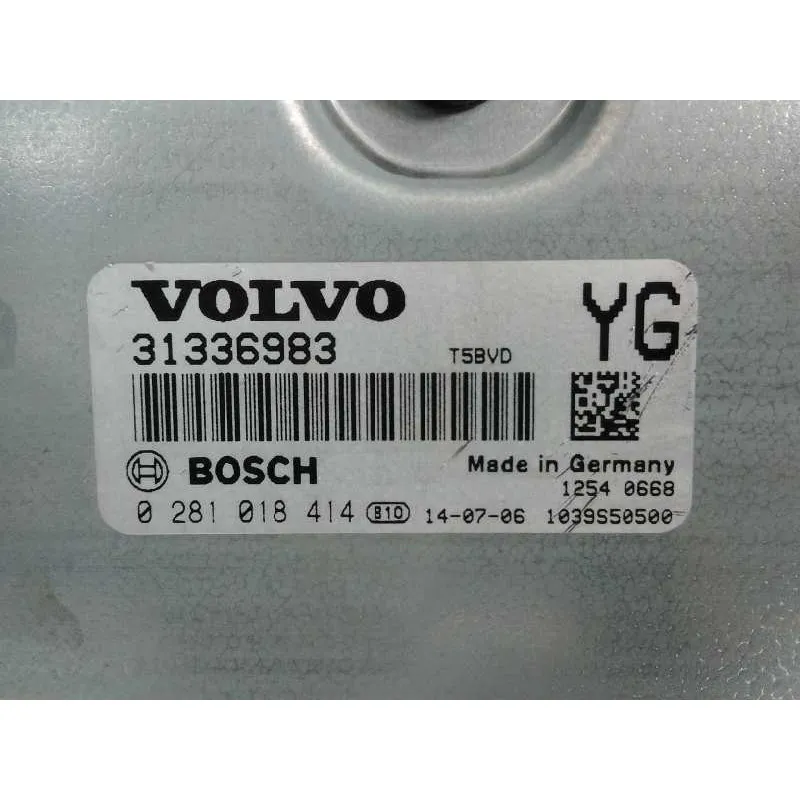 VOLVO YG
31336983 T5BVD
BOSCH Made in Germany
1254 0668
0 281 018 414 B10 14-07-06 1039S50500